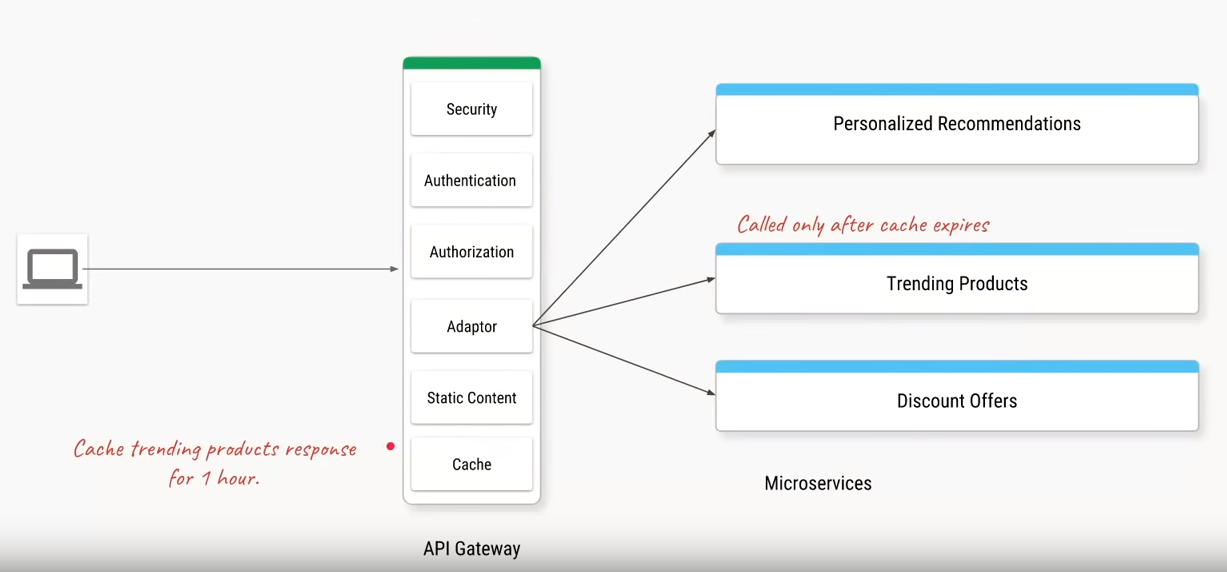 Security
Authentication
Authorization
Adaptor
Static Content
Cache
API Gateway
Cache trending products response
for 1 hour.
Personalized Recommendations
Called only after cache expires
Trending Products
Discount Offers
Microservices